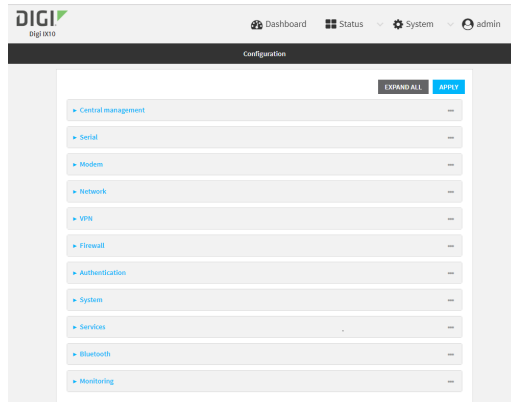 DIGI
Digi IX10
Dashboard Status System admin
Configuration
EXPAND ALL APPLY
Central management
Serial
Modem
Network
VPN
Firewall
Authentication
System
Services
Bluetooth
Monitoring